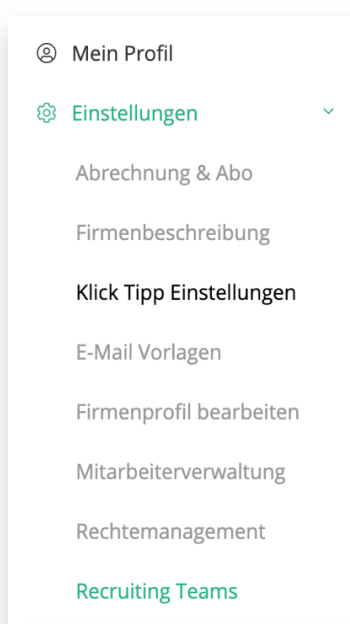 Mein Profil
Einstellungen
Abrechnung & Abo
Firmenbeschreibung
Klick Tipp Einstellungen
E-Mail Vorlagen
Firmenprofil bearbeiten
Mitarbeiterverwaltung
Rechtemanagement
Recruiting Teams